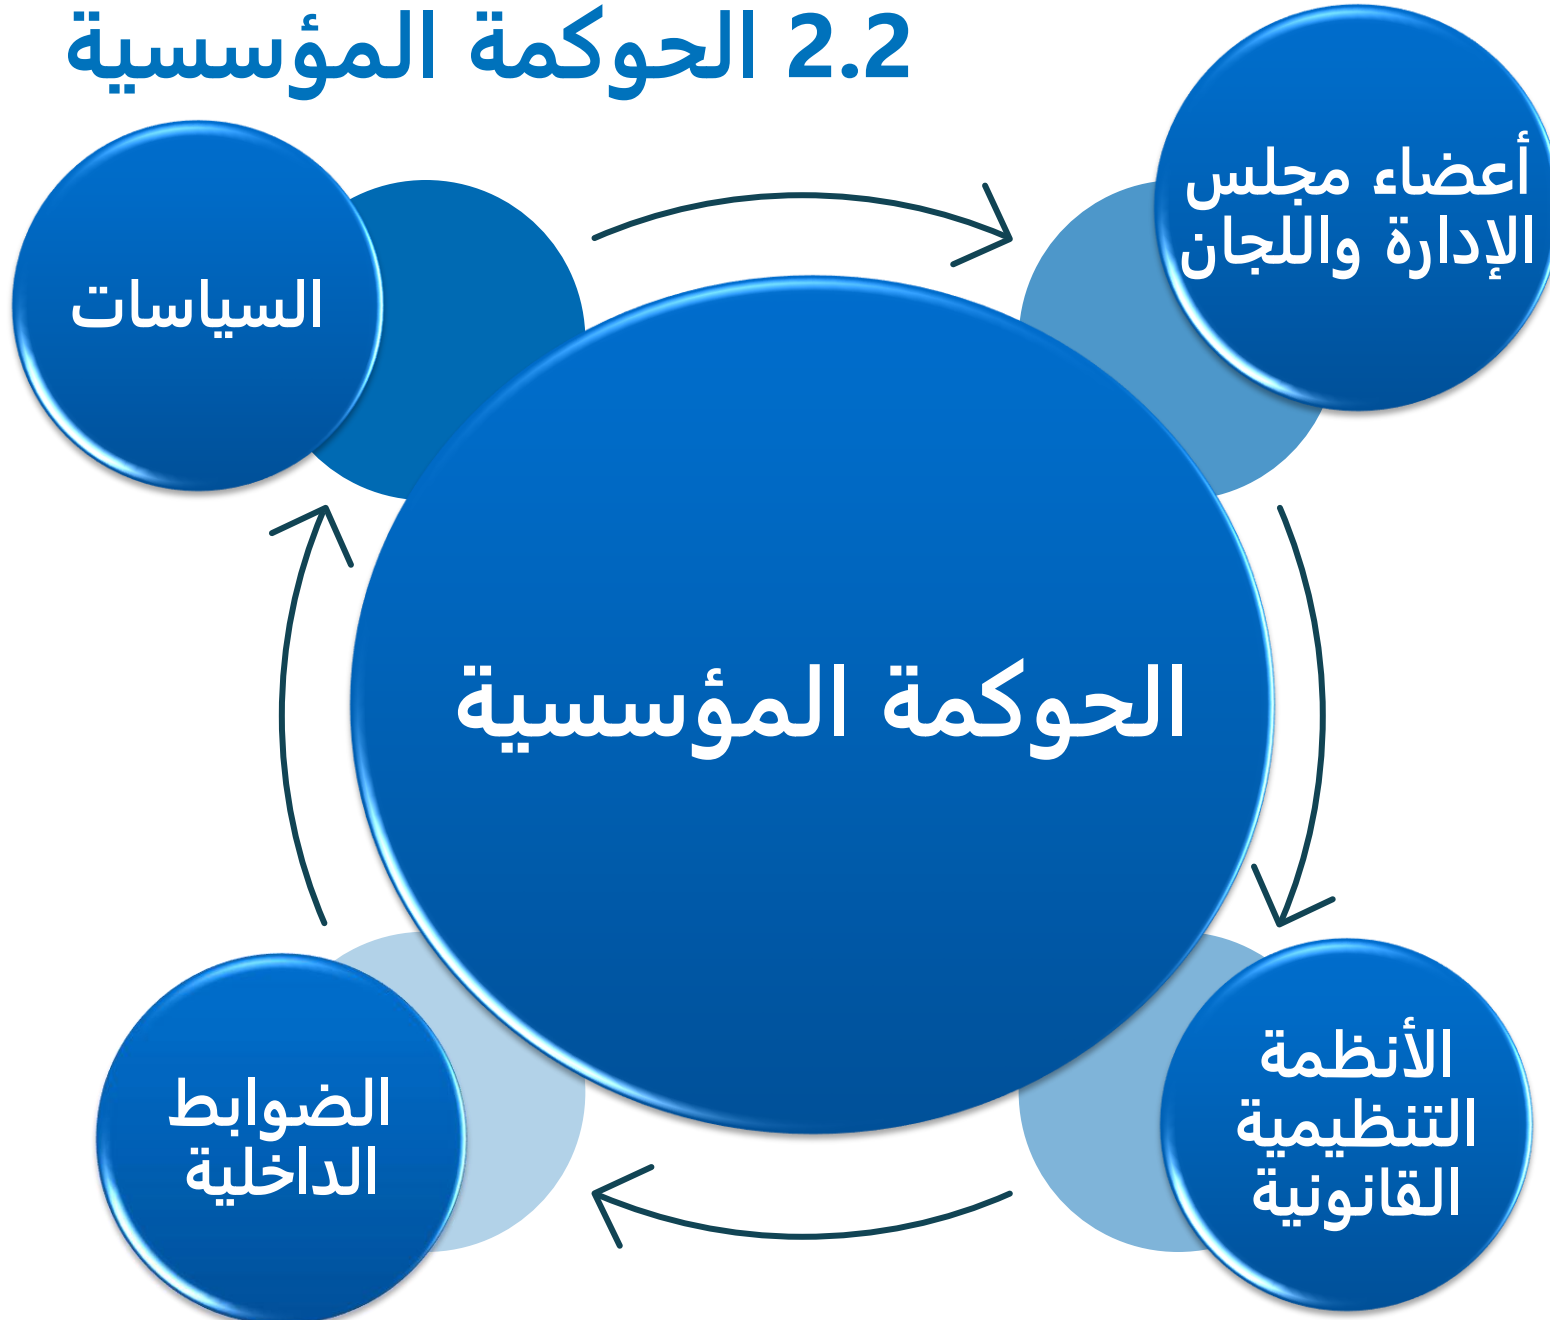 2.2 الحوكمة المؤسسية
أعضاء مجلس
الإدارة واللجان
السياسات
الحوكمة المؤسسية
الأنظمة
التنظيمية
القانونية
الضوابط
الداخلية